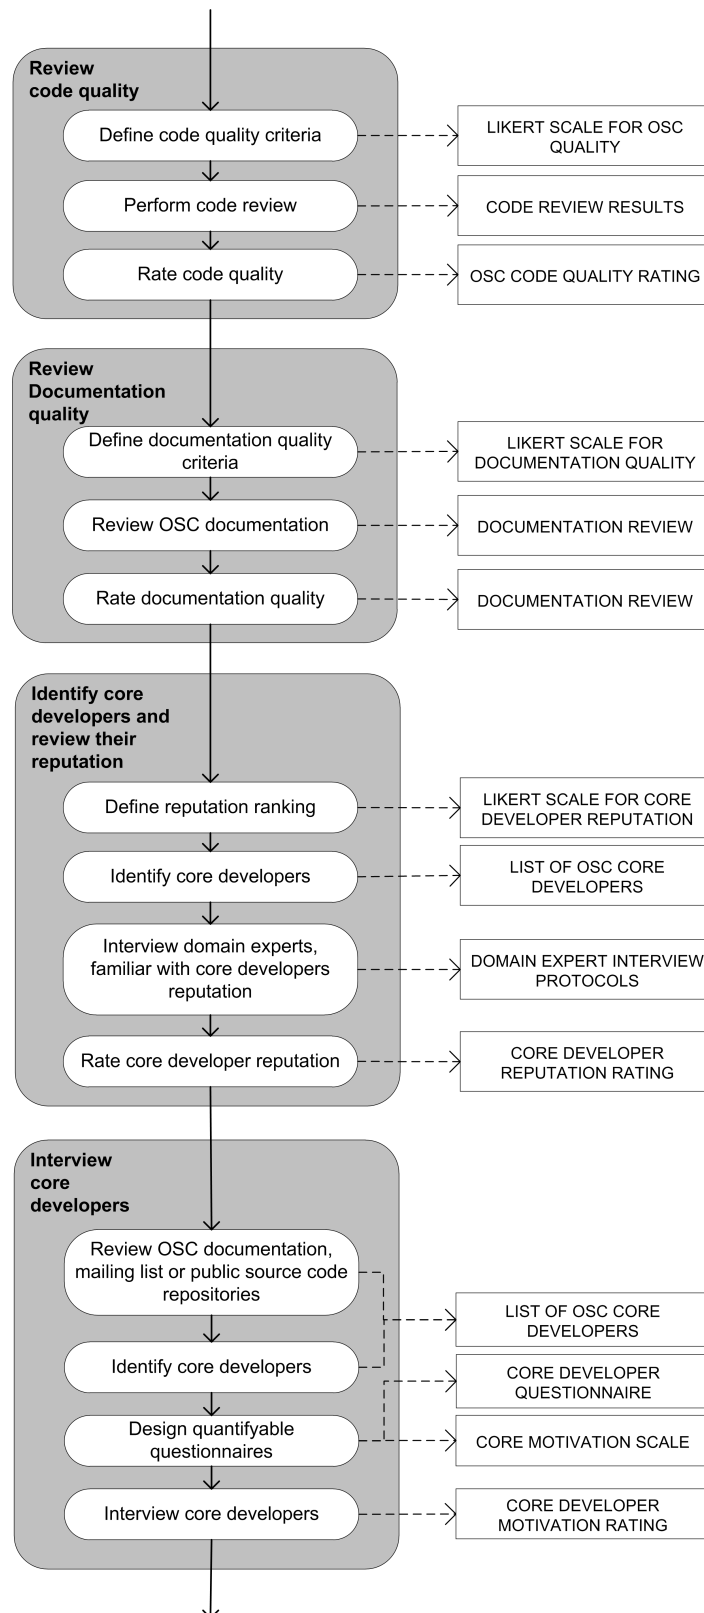 Review
code quality
Define code quality criteria
LIKERT SCALE FOR OSC
QUALITY
Perform code review
CODE REVIEW RESULTS
Rate code quality
OSC CODE QUALITY RATING
Review
Documentation
quality
Define documentation quality
criteria
LIKERT SCALE FOR
DOCUMENTATION QUALITY
Review OSC documentation
DOCUMENTATION REVIEW
Rate documentation quality
DOCUMENTATION REVIEW
Identify core
developers and
review their
reputation
Define reputation ranking
LIKERT SCALE FOR CORE
DEVELOPER REPUTATION
Identify core developers
LIST OF OSC CORE
DEVELOPERS
Interview domain experts,
familiar with core developers
reputation
DOMAIN EXPERT INTERVIEW
PROTOCOLS
Rate core developer reputation
CORE DEVELOPER
REPUTATION RATING
Interview
core
developers
Review OSC documentation,
mailing list or public source code
repositories
LIST OF OSC CORE
DEVELOPERS
Identify core developers
CORE DEVELOPER
QUESTIONNAIRE
Design quantifyable
questionnaires
CORE MOTIVATION SCALE
Interview core developers
CORE DEVELOPER
MOTIVATION RATING